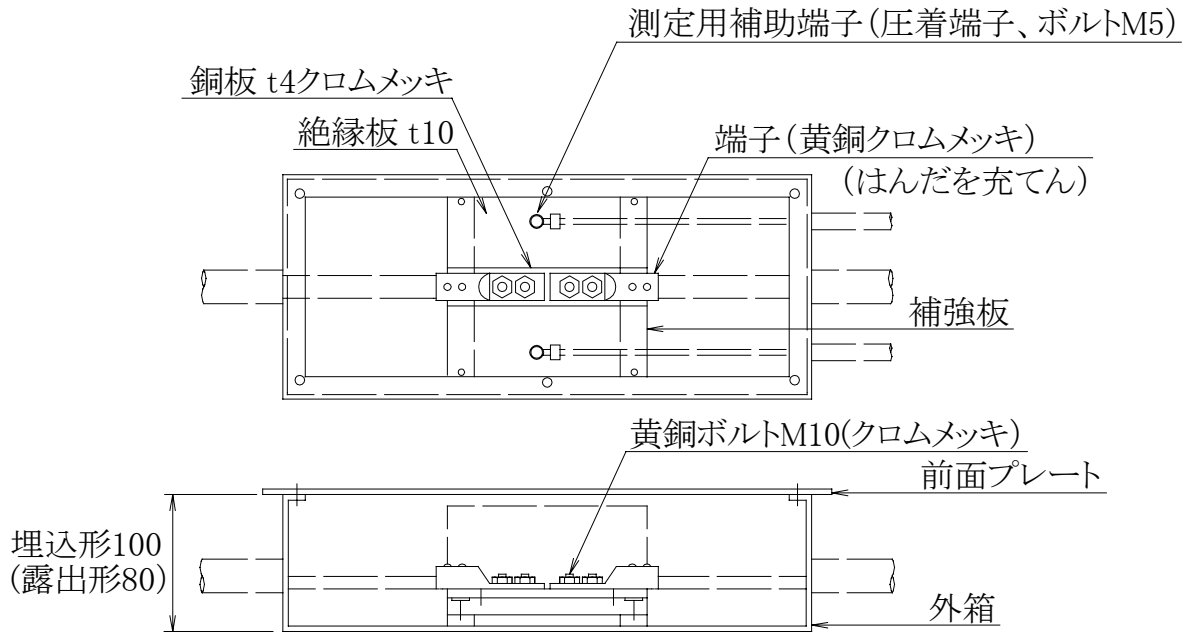 測定用補助端子（圧着端子、ボルトM5）
銅板 t4クロムメッキ
絶縁板 t10
端子（黄銅クロムメッキ）
（はんだを充てん）
補強板
黄銅ボルトM10(クロムメッキ)
前面プレート
埋込形100
(露出形80)
外箱